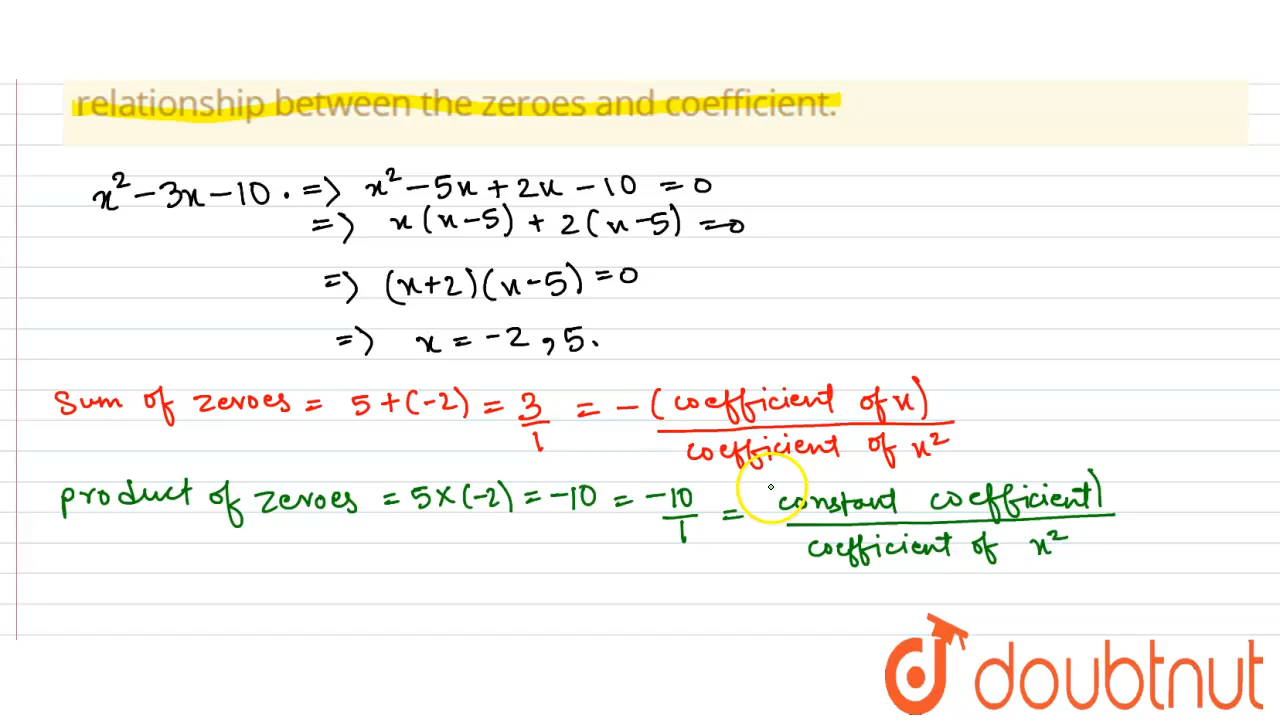 relationship between the zeroes and coefficient.
x² - 3x - 10 . => x² - 5x + 2x - 10 = 0
=> x(x-5) + 2(x-5) = 0
=> (x+2)(x-5) = 0
=> x = -2, 5.
Sum of zeroes = 5+(-2) = 3/1 = -(coefficient of x)/coefficient of x²
product of zeroes = 5×(-2) = -10 = -10/1 = constant coefficient)/coefficient of x²
doubtnut